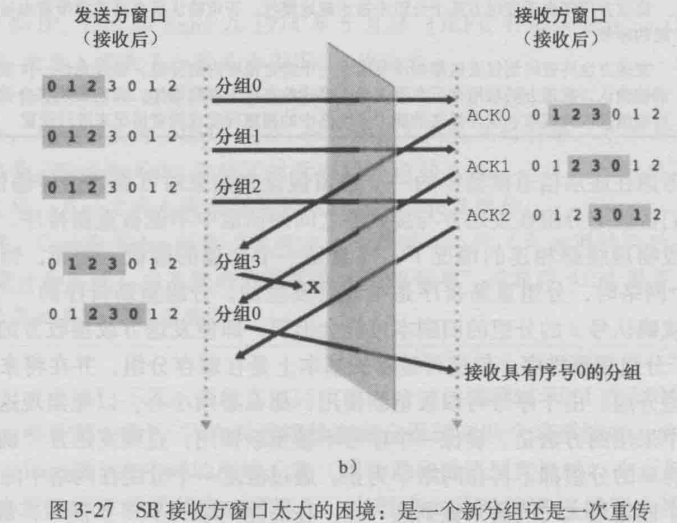 发送方窗口
（接收后）
接收方窗口
（接收后）
0 1 2 3 0 1 2
分组0
ACK0
0 1 2 3 0 1 2
0 1 2 3 0 1 2
分组1
ACK1
0 1 2 3 0 1 2
0 1 2 3 0 1 2
分组2
ACK2
0 1 2 3 0 1 2
0 1 2 3 0 1 2
分组3
x
0 1 2 3 0 1 2
分组0
接收具有序号0的分组
b)
图 3-27 SR 接收方窗口太大的困境：是一个新分组还是一次重传